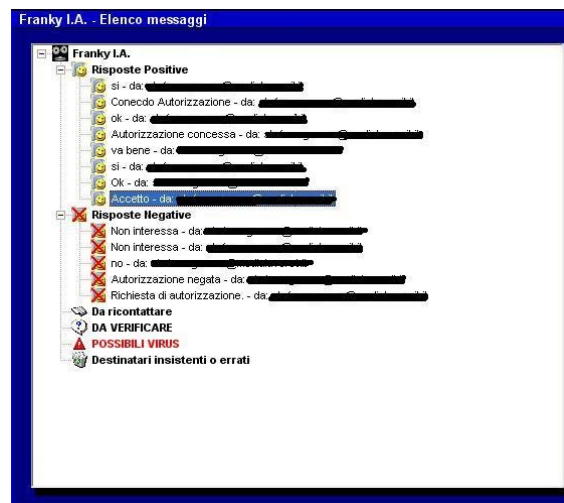 Franky I.A. - Elenco messaggi
Franky I.A.
Risposte Positive
si - da:
Conecdo Autorizzazione - da:
ok - da:
Autorizzazione concessa - da:
va bene - da:
si - da:
Ok - da:
Accetto - da:
Risposte Negative
Non interessa - da:
Non interessa - da:
no - da:
Autorizzazione negata - da:
Richiesta di autorizzazione. - da:
Da ricontattare
DA VERIFICARE
POSSIBILI VIRUS
Destinatari insistenti o errati